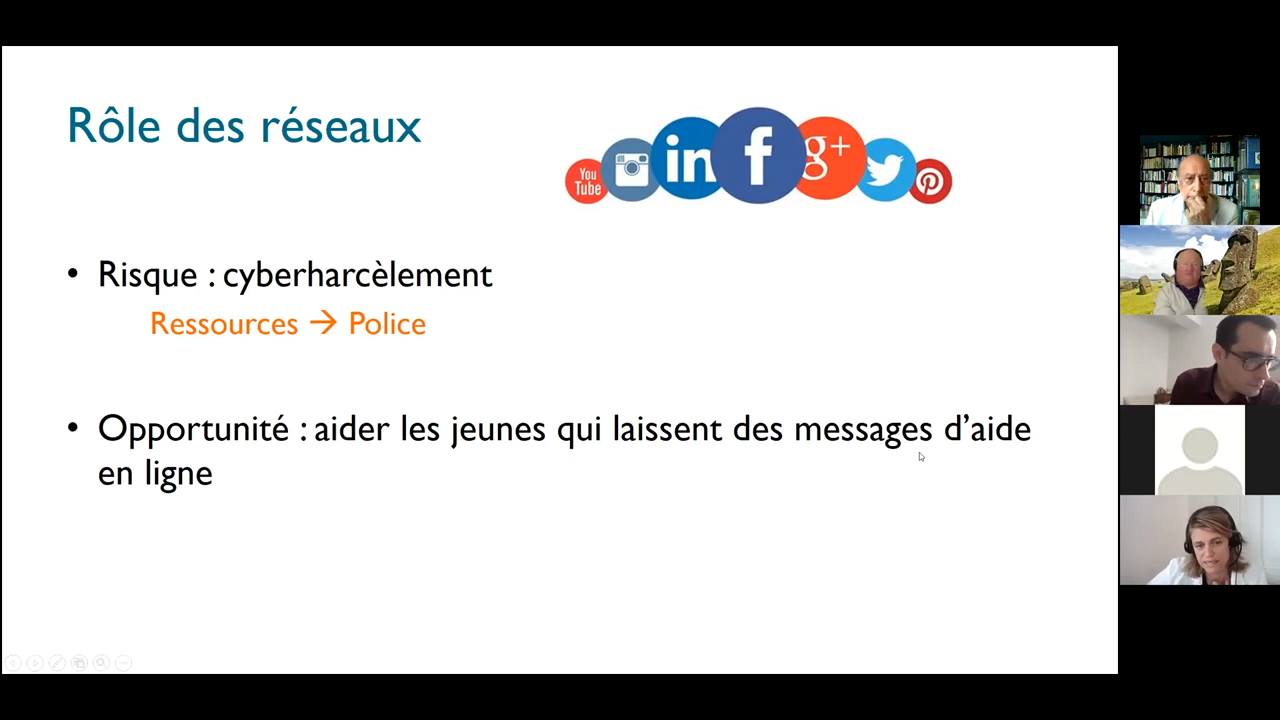 Rôle des réseaux
You
Tube
in
f
g+
• Risque : cyberharcèlement
Ressources → Police
• Opportunité : aider les jeunes qui laissent des messages d’aide
en ligne